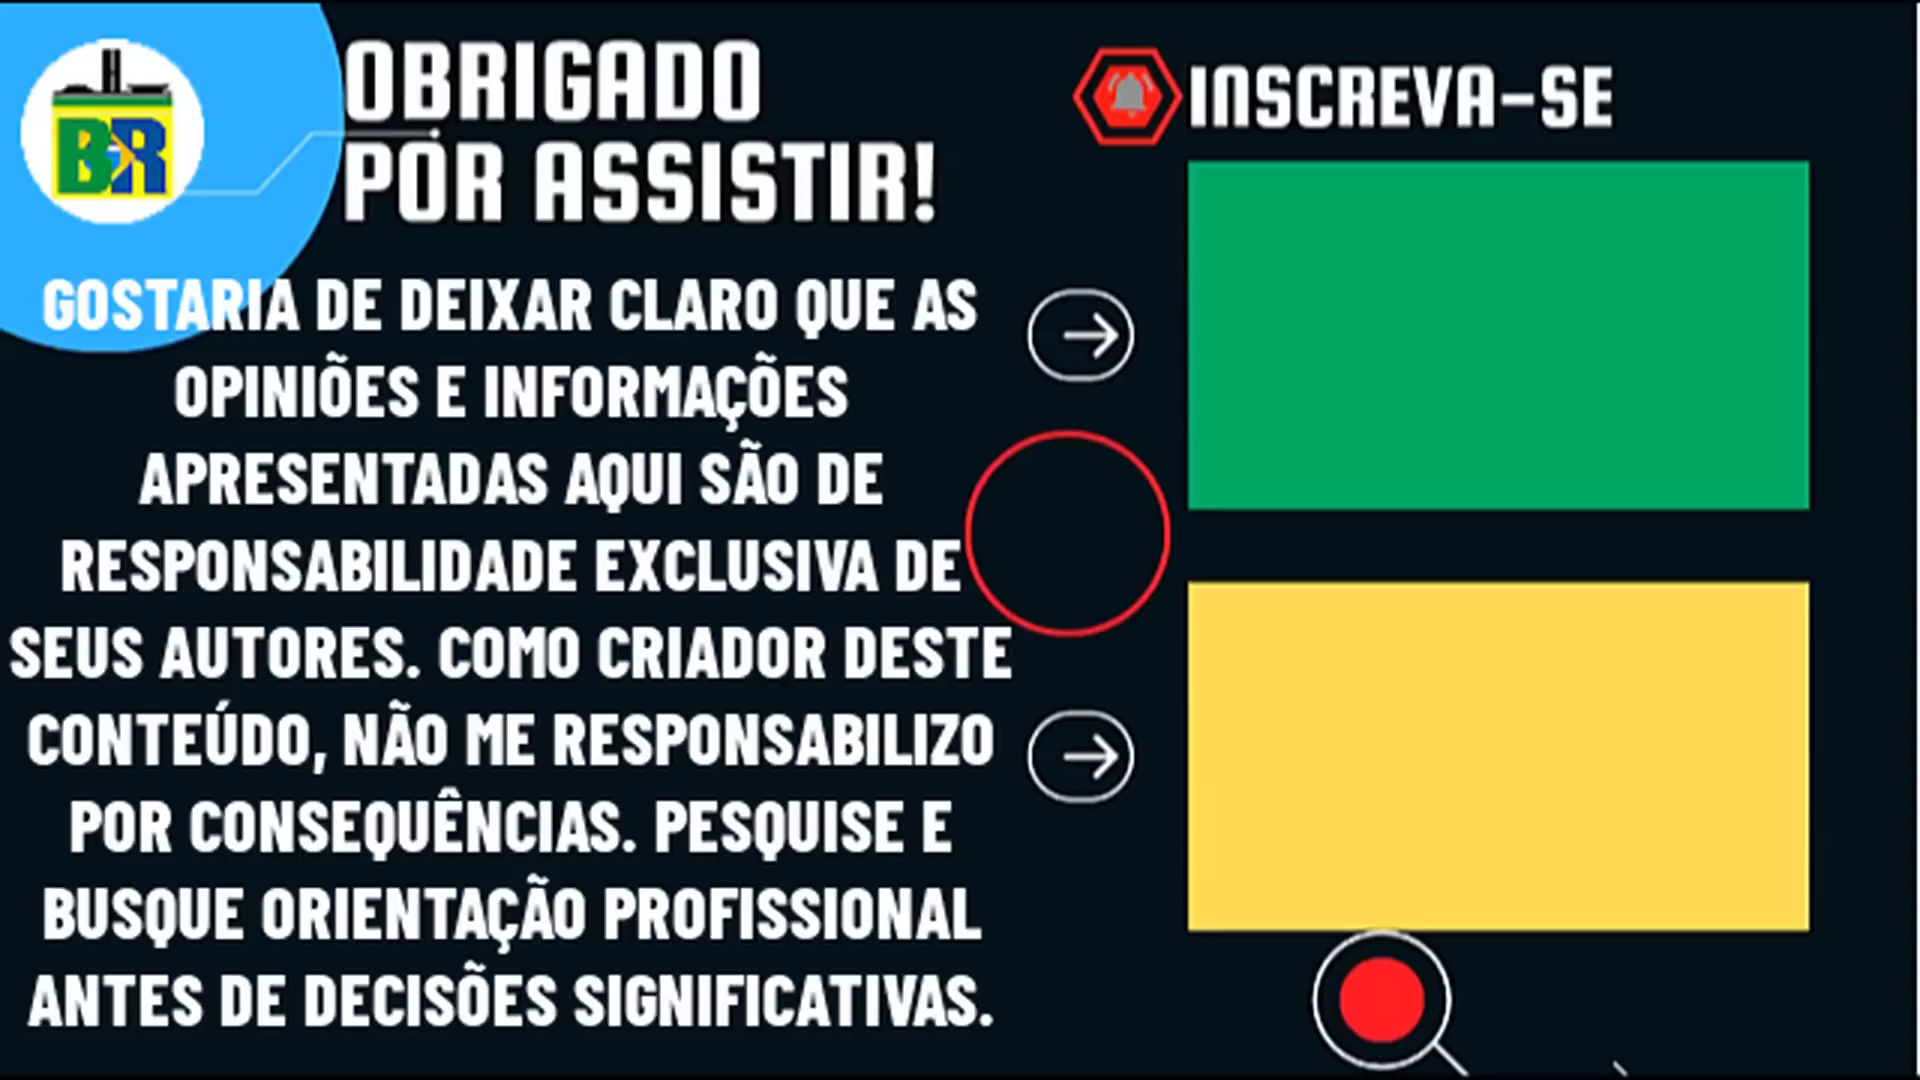 BR
OBRIGADO
POR ASSISTIR!
INSCREVA-SE
GOSTARIA DE DEIXAR CLARO QUE AS
OPINIÕES E INFORMAÇÕES
APRESENTADAS AQUI SÃO DE
RESPONSABILIDADE EXCLUSIVA DE
SEUS AUTORES. COMO CRIADOR DESTE
CONTEÚDO, NÃO ME RESPONSABILIZO
POR CONSEQUÊNCIAS. PESQUISE E
BUSQUE ORIENTAÇÃO PROFISSIONAL
ANTES DE DECISÕES SIGNIFICATIVAS.